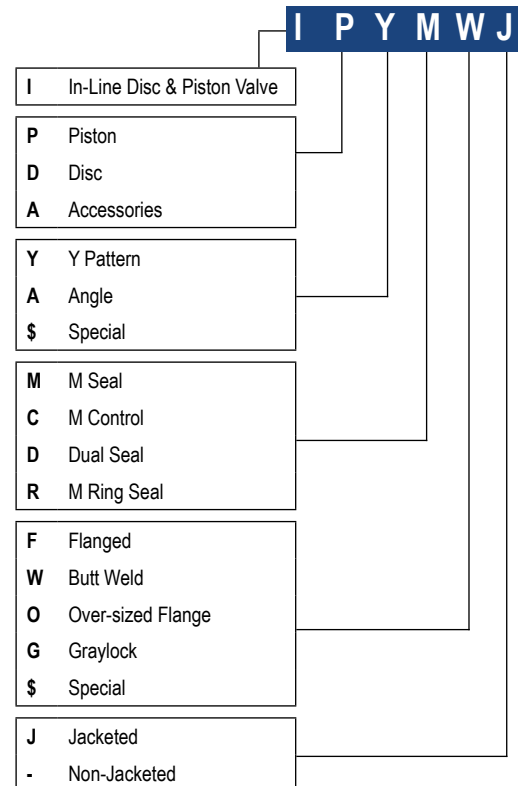 I P Y M W J
I In-Line Disc & Piston Valve
P Piston
D Disc
A Accessories
Y Y Pattern
A Angle
$ Special
M M Seal
C M Control
D Dual Seal
R M Ring Seal
F Flanged
W Butt Weld
O Over-sized Flange
G Graylock
$ Special
J Jacketed
- Non-Jacketed